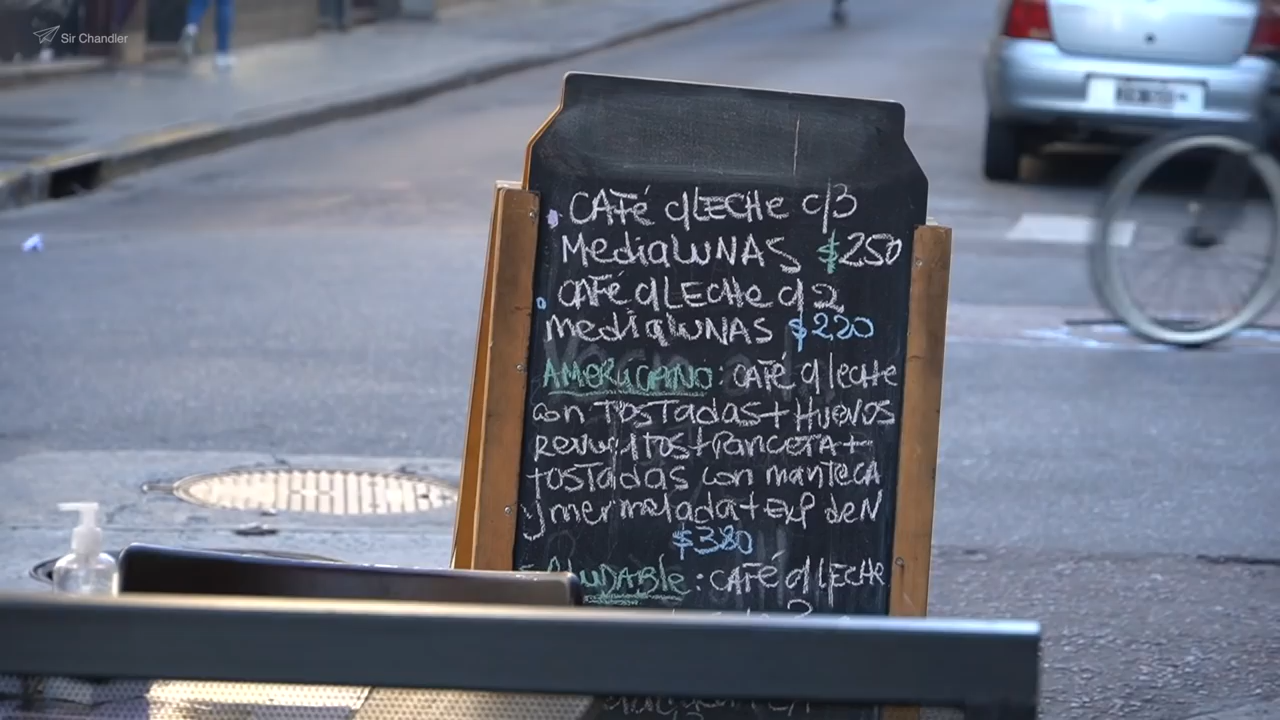 Sir Chandler
CAFé d/LECHe c/3
MediaLUNAS $250
CAFé d/LEcHe d 2
mediaLUNAS $220
AMeRicANO: CAFé d/leche
con TOSTAdAS + HUeVOS
revueltos + PanceTA +
TOSTAdAS con manTeCA
y mermelada + Exp deN
$380
SALUDABle: CAFé d/LECHe